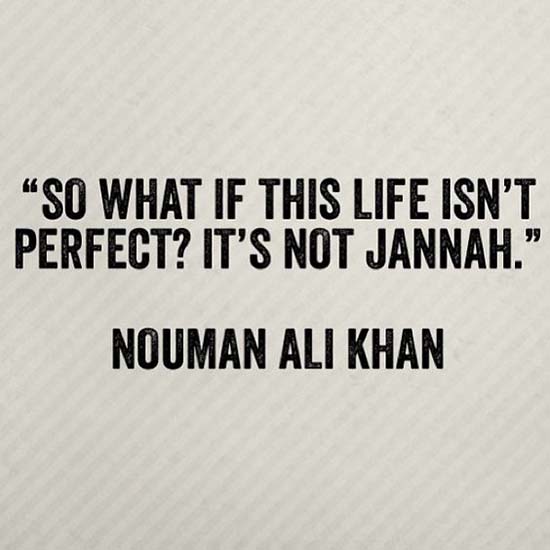 “SO WHAT IF THIS LIFE ISN’T
PERFECT? IT’S NOT JANNAH.”
NOUMAN ALI KHAN